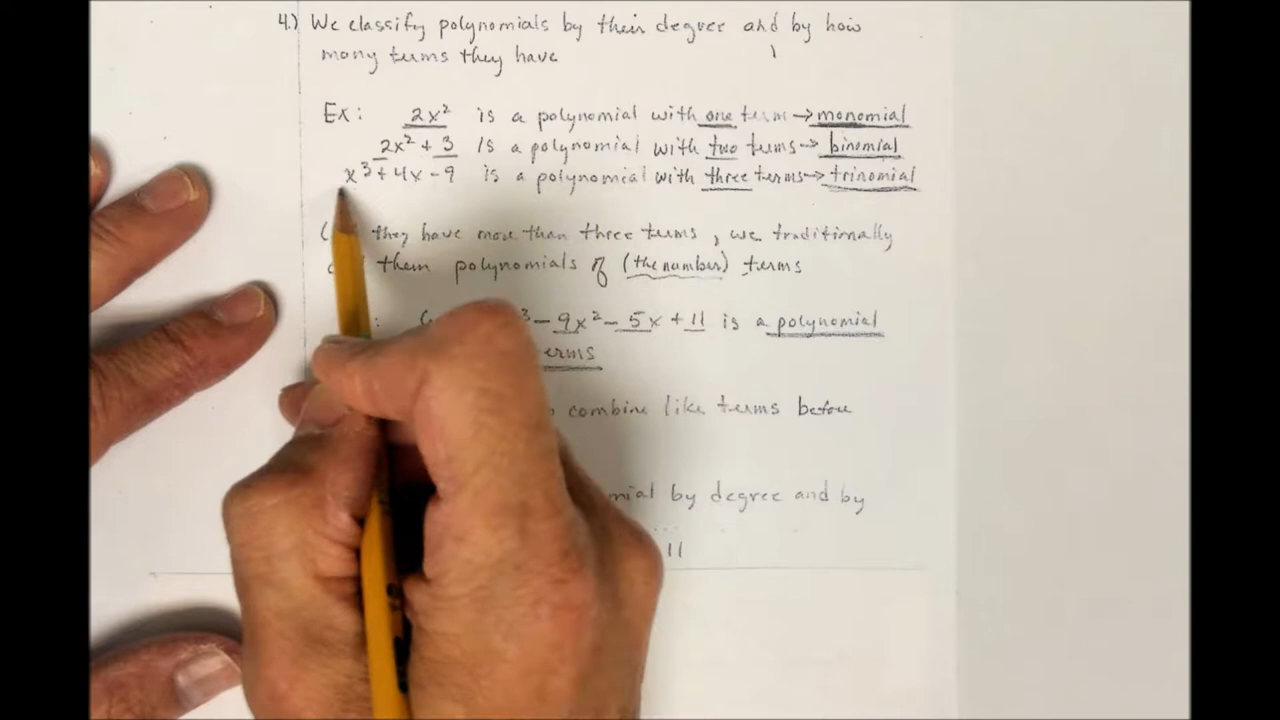 4.) We classify polynomials by their degree and by how
many terms they have
Ex: 2x² is a polynomial with one term → monomial
2x² + 3 is a polynomial with two terms → binomial
x³ + 4x - 9 is a polynomial with three terms → trinomial
they have more than three terms, we traditionally
them polynomials of (the number) terms
- 9x² - 5x + 11 is a polynomial
erms
combine like terms before
mial by degree and by
11